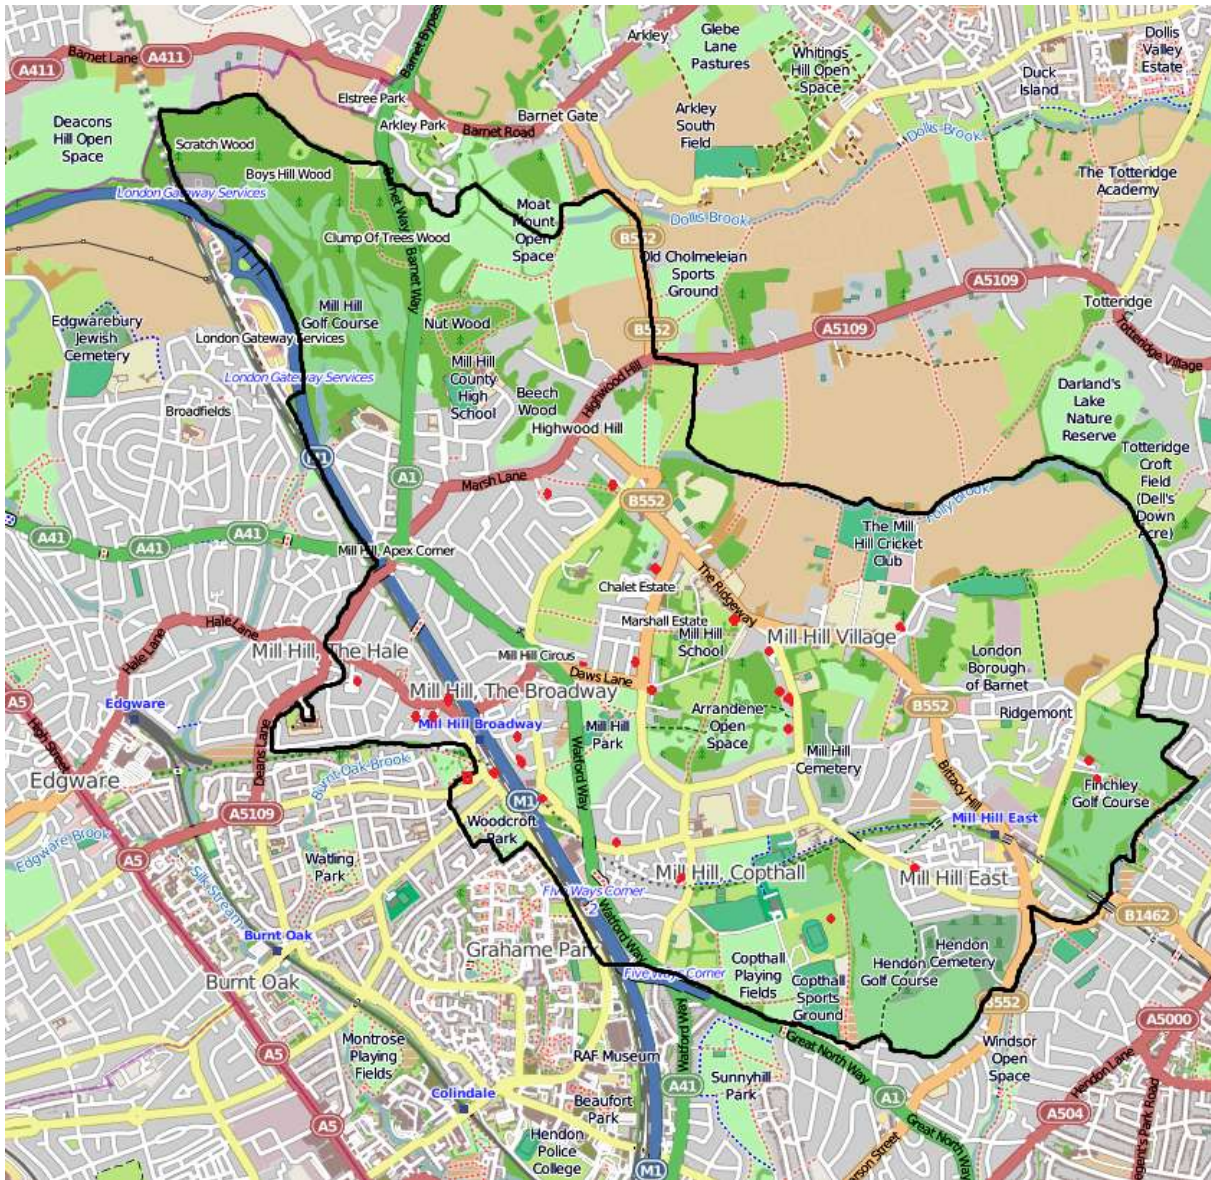 Barnet Lane
A411
A411
Barnet Bypass
Arkley
Glebe
Lane
Pastures
Whitings
Hill Open
Space
Dollis
Valley
Estate
Duck
Island
Elstree Park
Arkley Park
Barnet Road
Barnet Gate
Arkley
South
Field
Dollis Brook
Deacons
Hill Open
Space
Scratch Wood
Boys Hill Wood
London Gateway Services
Barnet Way
Moat
Mount
Open
Space
Dollis Brook
The Totteridge
Academy
Clump Of Trees Wood
Barnet Way
B552
Old Cholmeleian
Sports
Ground
A5109
Totteridge
Totteridge Village
Edgwarebury
Jewish
Cemetery
Mill Hill
Golf Course
London Gateway Services
London Gateway Services
Nut Wood
B552
A5109
Mill Hill
County
High
School
Beech
Wood
Highwood Hill
Highwood Hill
Darland's
Lake
Nature
Reserve
Broadfields
M1
A1
Marsh Lane
B552
Folly Brook
Totteridge
Croft
Field
(Dell's
Down
Acre)
A41
A41
A41
Mill Hill, Apex Corner
The Mill
Hill Cricket
Club
Chalet Estate
The Ridgeway
Marshall Estate
Mill Hill
School
Mill Hill Village
Hale Lane
Hale Lane
Mill Hill, The Hale
Mill Hill Circus
Daws Lane
London
Borough
of Barnet
A5
Edgware
High Street
Mill Hill, The Broadway
Mill Hill Broadway
Deans Lane
Arrandene
Open
Space
B552
Ridgemont
Mill Hill
Park
Watford Way
Mill Hill
Cemetery
Edgware
Burnt Oak Brook
Bittacy Hill
Finchley
Golf Course
A5109
M1
Woodcroft
Park
Mill Hill East
Edgware Brook
A5
Watling
Park
Silk Stream
Mill Hill, Copthall
Mill Hill East
Five Ways Corner
Watford Way
B1462
Burnt Oak
Grahame Park
Burnt Oak
Five Ways Corner
Copthall
Playing
Fields
Copthall
Sports
Ground
Hendon
Golf Course
Hendon
Cemetery
B552
A5000
A5
Montrose
Playing
Fields
RAF Museum
Watford Way
Great North Way
Windsor
Open
Space
Hendon Lane
Colindale
Beaufort
Park
A41
Sunnyhill
Park
A1
A504
A5
Hendon
Police
College
M1
Great North Way